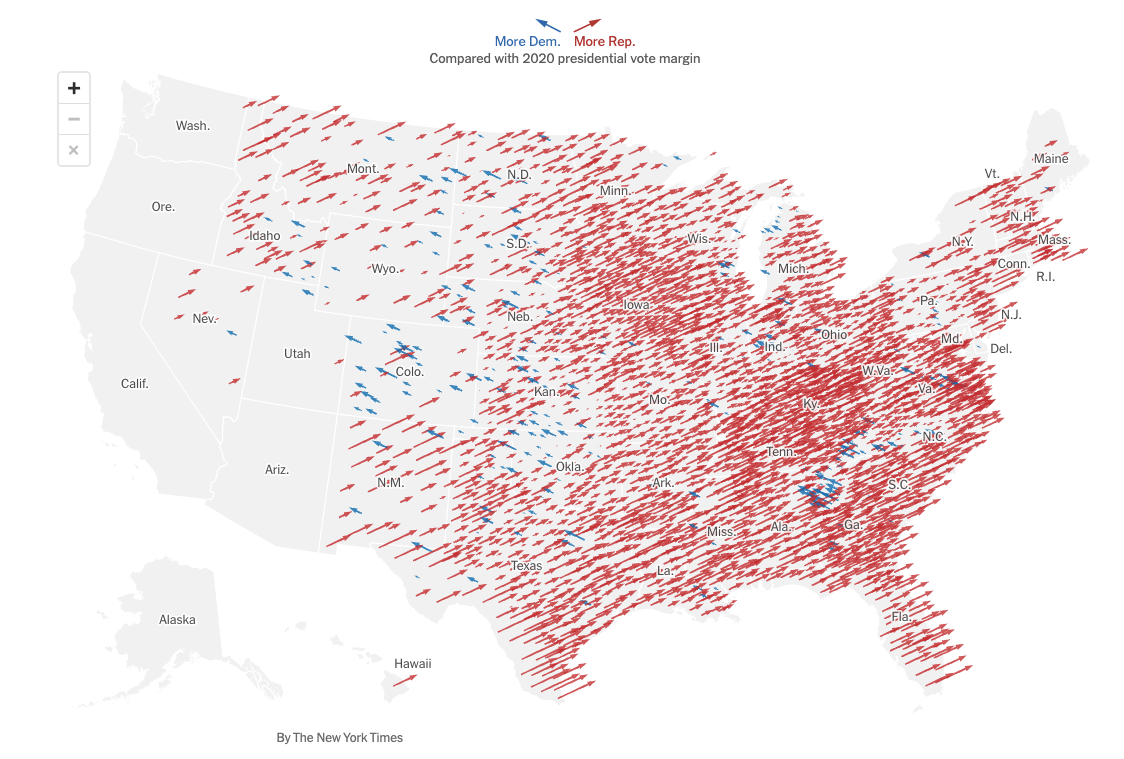 More Dem. More Rep.
Compared with 2020 presidential vote margin
+
−
×
Wash.
Mont.
N.D.
Minn.
Maine
Vt.
Ore.
Idaho
S.D.
Wis.
N.H.
N.Y.
Mass.
Wyo.
Mich.
Conn.
R.I.
Nev.
Neb.
Iowa
Pa.
N.J.
Utah
Ill.
Ind.
Ohio
Md.
Del.
Calif.
Colo.
Kan.
Mo.
Ky.
W.Va.
Va.
Ariz.
N.M.
Okla.
Ark.
Tenn.
N.C.
S.C.
Texas
La.
Miss.
Ala.
Ga.
Alaska
Hawaii
Fla.
By The New York Times